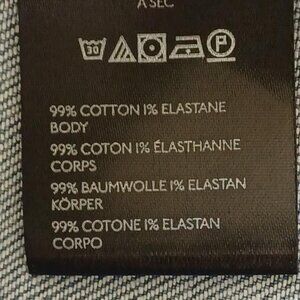 A SEC
30 P
99% COTTON 1% ELASTANE
BODY
99% COTON 1% ÉLASTHANNE
CORPS
99% BAUMWOLLE 1% ELASTAN
KÖRPER
99% COTONE 1% ELASTAN
CORPO